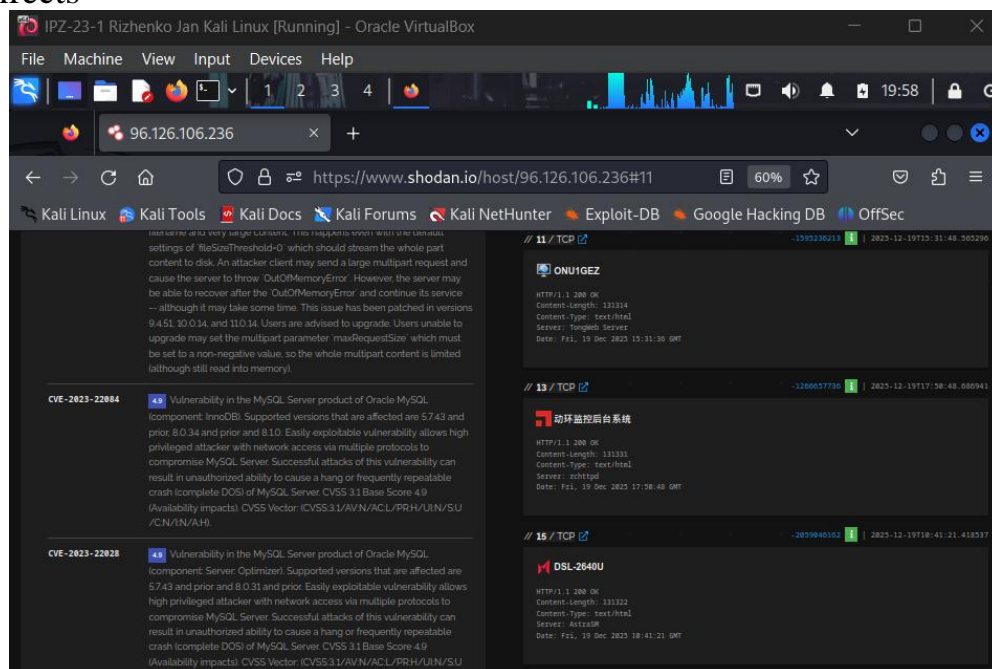 IPZ-23-1 Rizhenko Jan Kali Linux [Running] - Oracle VirtualBox
File Machine View Input Devices Help
1 2 3 4
19:58
96.126.106.236
https://www.shodan.io/host/96.126.106.236#11
60%
Kali Linux Kali Tools Kali Docs Kali Forums Kali NetHunter Exploit-DB Google Hacking DB OffSec
filename and very large content. This happens even with the default
settings of `fileSizeThreshold=0` which should stream the whole part
content to disk. An attacker client may send a large multipart request and
cause the server to throw `OutOfMemoryError`. However, the server may
be able to recover after the `OutOfMemoryError` and continue its service
-- although it may take some time. This issue has been patched in versions
9.4.51, 10.0.14, and 11.0.14. Users are advised to upgrade. Users unable to
upgrade may set the multipart parameter `maxRequestSize` which must
be set to a non-negative value, so the whole multipart content is limited
(although still read into memory).
CVE-2023-22084
4.9 Vulnerability in the MySQL Server product of Oracle MySQL
(component: InnoDB). Supported versions that are affected are 5.7.43 and
prior, 8.0.34 and prior and 8.1.0. Easily exploitable vulnerability allows high
privileged attacker with network access via multiple protocols to
compromise MySQL Server. Successful attacks of this vulnerability can
result in unauthorized ability to cause a hang or frequently repeatable
crash (complete DOS) of MySQL Server. CVSS 3.1 Base Score 4.9
(Availability impacts). CVSS Vector: (CVSS:3.1/AV:N/AC:L/PR:H/UI:N/S:U
/C:N/I:N/A:H).
CVE-2023-22028
4.9 Vulnerability in the MySQL Server product of Oracle MySQL
(component: Server: Optimizer). Supported versions that are affected are
5.7.43 and prior and 8.0.31 and prior. Easily exploitable vulnerability allows
high privileged attacker with network access via multiple protocols to
compromise MySQL Server. Successful attacks of this vulnerability can
result in unauthorized ability to cause a hang or frequently repeatable
crash (complete DOS) of MySQL Server. CVSS 3.1 Base Score 4.9
(Availability impacts). CVSS Vector: (CVSS:3.1/AV:N/AC:L/PR:H/UI:N/S:U
// 11 / TCP
-1595236213 | 2025-12-19T15:31:48.565296
ONU1GEZ
HTTP/1.1 200 OK
Content-Length: 131314
Content-Type: text/html
Server: TongWeb Server
Date: Fri, 19 Dec 2025 15:31:36 GMT
// 13 / TCP
-1266657736 | 2025-12-19T17:50:48.686941
动环监控后台系统
HTTP/1.1 200 OK
Content-Length: 131331
Content-Type: text/html
Server: zchttpd
Date: Fri, 19 Dec 2025 17:50:48 GMT
// 15 / TCP
-2059046162 | 2025-12-19T10:41:21.418537
DSL-2640U
HTTP/1.1 200 OK
Content-Length: 131322
Content-Type: text/html
Server: AstraSM
Date: Fri, 19 Dec 2025 10:41:21 GMT